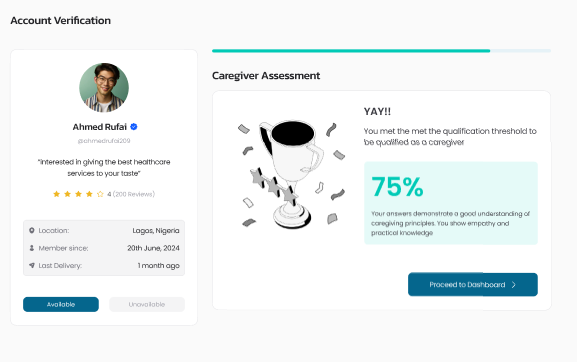 Account Verification
Ahmed Rufai
@ahmedrufai209
"Interested in giving the best healthcare
services to your taste"
4 (200 Reviews)
Location: Lagos, Nigeria
Member since: 20th June, 2024
Last Delivery: 1 month ago
Available
Unavailable
Caregiver Assessment
YAY!!
You met the met the qualification threshold to
be qualified as a caregiver
75%
Your answers demonstrate a good understanding of
caregiving principles. You show empathy and
practical knowledge
Proceed to Dashboard